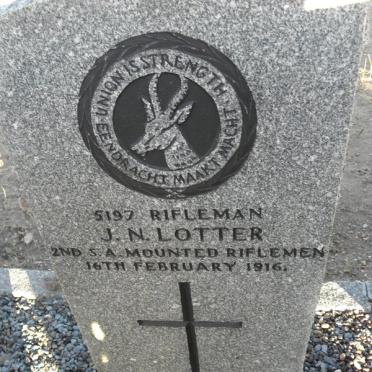 UNION IS STRENGTH
EENDRACHT MAAKT MACHT
5197 RIFLEMAN
J. N. LOTTER
2ND S.A. MOUNTED RIFLEMEN
16TH FEBRUARY 1916.